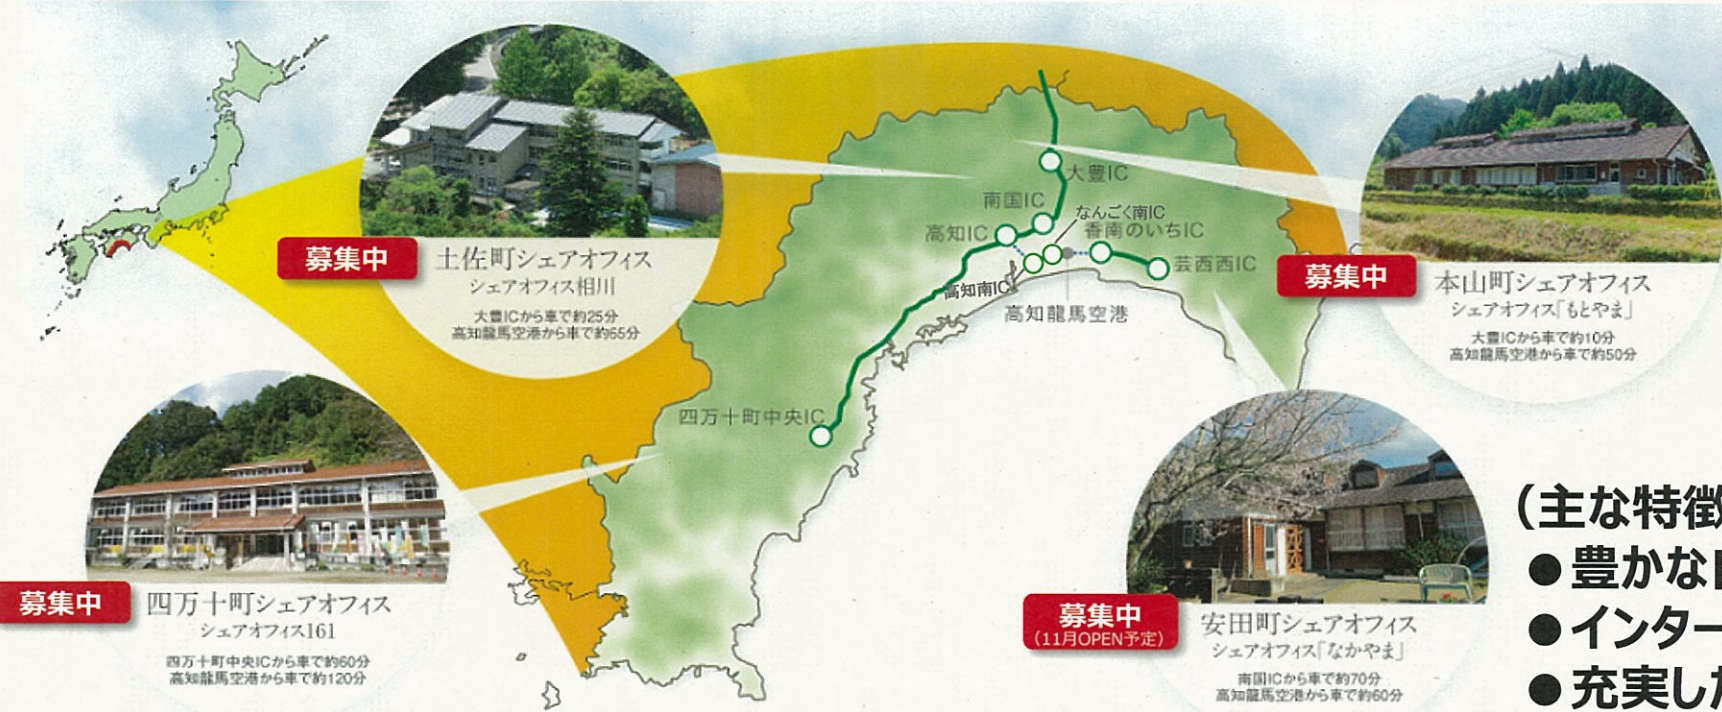 募集中
土佐町シェアオフィス
シェアオフィス相川
大豊ICから車で約25分
高知龍馬空港から車で約65分
大豊IC
南国IC
なんごく南IC
高知IC
香南のいちIC
芸西西IC
高知南IC
高知龍馬空港
四万十町中央IC
募集中
本山町シェアオフィス
シェアオフィス「もとやま」
大豊ICから車で約10分
高知龍馬空港から車で約50分
募集中
四万十町シェアオフィス
シェアオフィス161
四万十町中央ICから車で約60分
高知龍馬空港から車で約120分
募集中
(11月OPEN予定)
安田町シェアオフィス
シェアオフィス「なかやま」
南国ICから車で約70分
高知龍馬空港から車で約60分
(主な特徴
●豊かな
●インター
●充実した